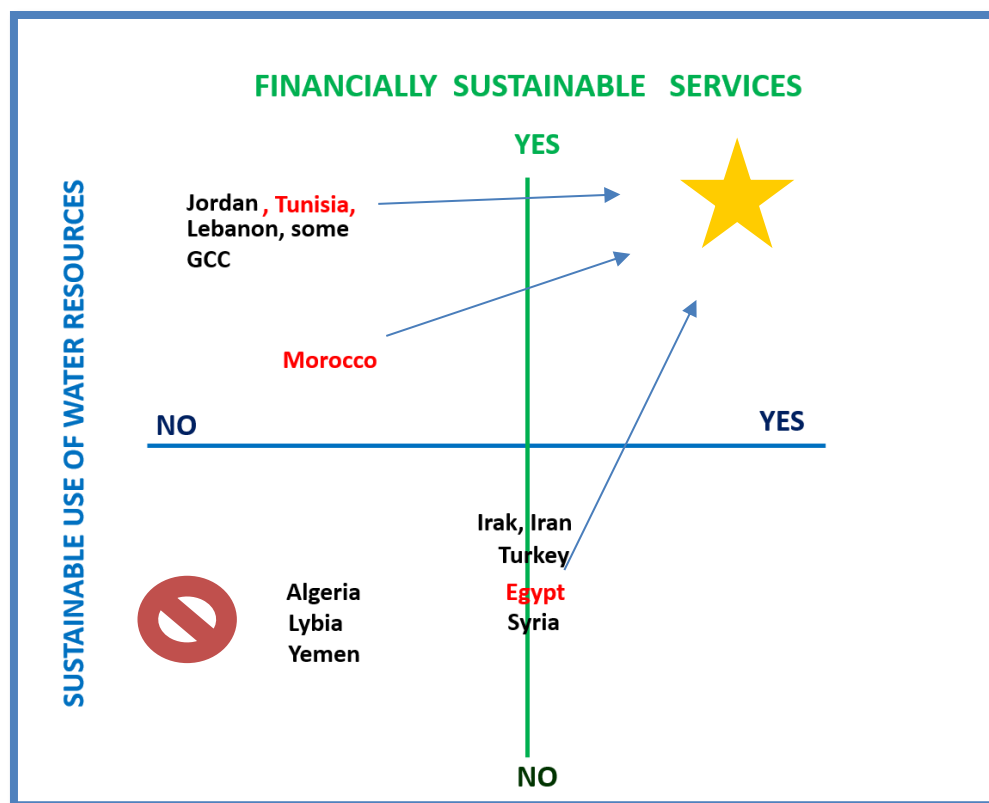 FINANCIALLY SUSTAINABLE SERVICES
YES
SUSTAINABLE USE OF WATER RESOURCES
Jordan , Tunisia,
Lebanon, some
GCC
Morocco
NO
YES
Irak, Iran
Turkey
Egypt
Syria
Algeria
Lybia
Yemen
NO